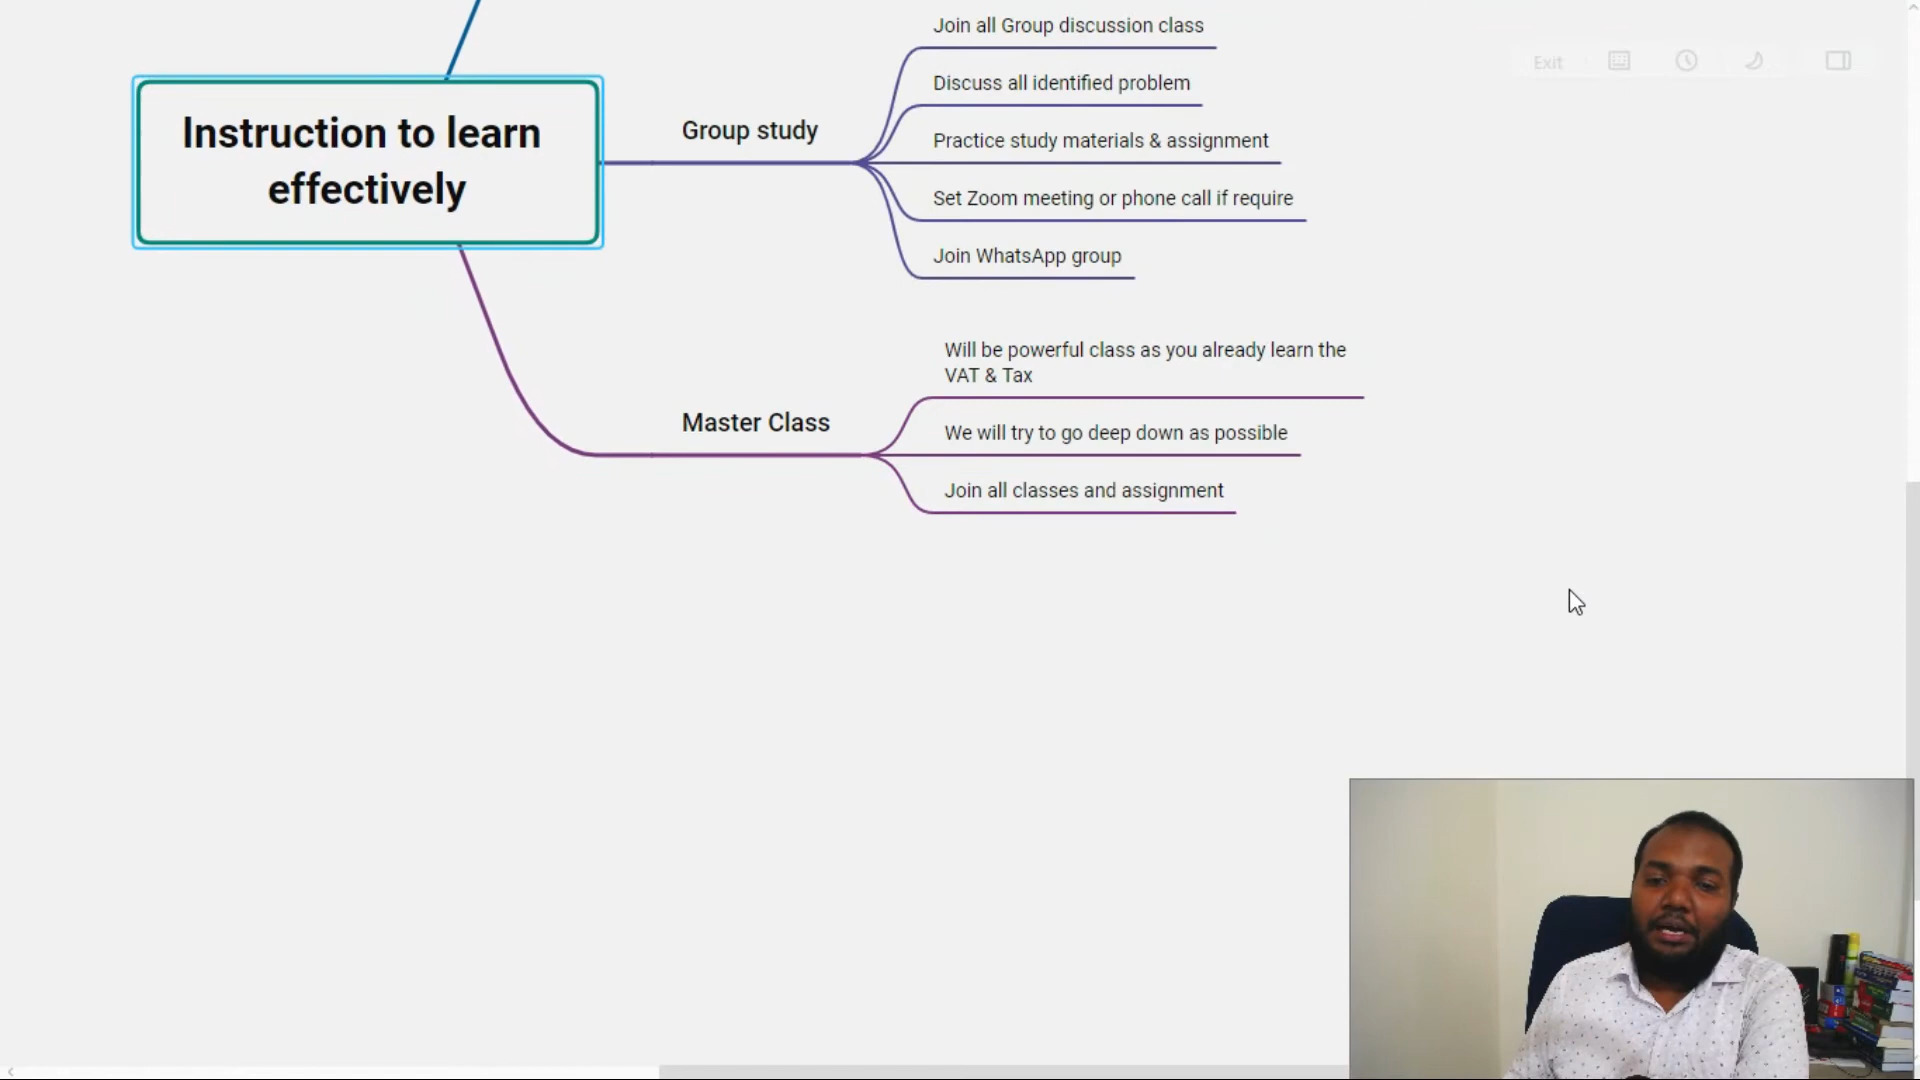 Join all Group discussion class
Exit
Discuss all identified problem
Instruction to learn
effectively
Group study
Practice study materials & assignment
Set Zoom meeting or phone call if require
Join WhatsApp group
Will be powerful class as you already learn the
VAT & Tax
Master Class
We will try to go deep down as possible
Join all classes and assignment